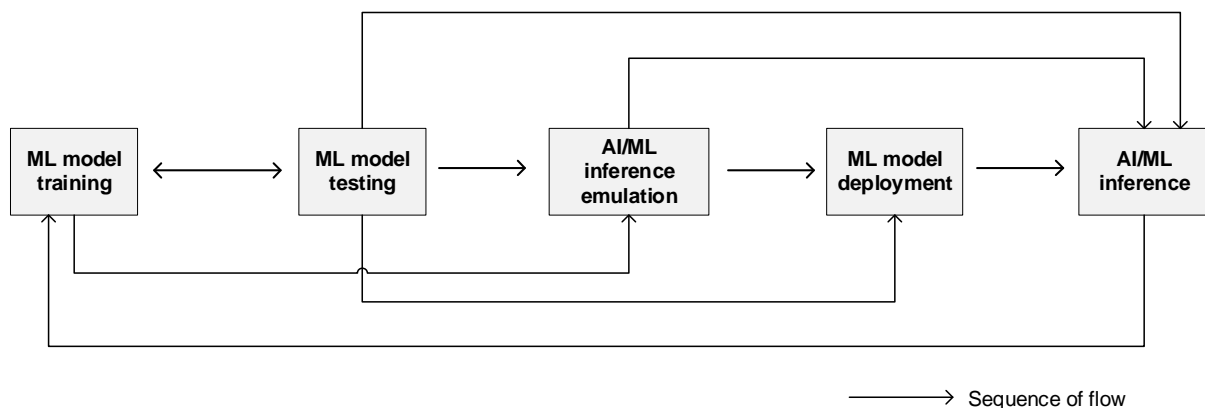 ML model
training
ML model
testing
AI/ML
inference
emulation
ML model
deployment
AI/ML
inference
Sequence of flow